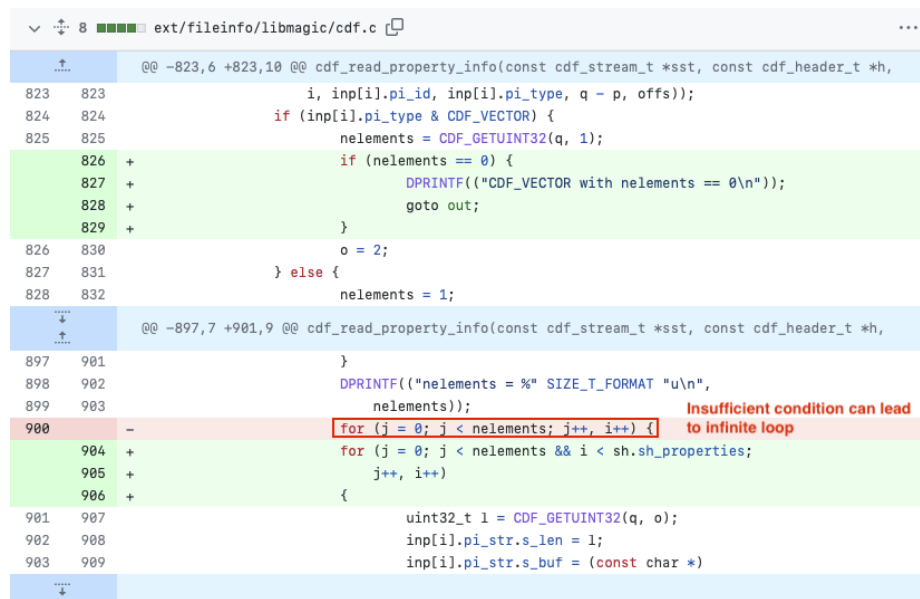 8 ext/fileinfo/libmagic/cdf.c
@@ -823,6 +823,10 @@ cdf_read_property_info(const cdf_stream_t *sst, const cdf_header_t *h,
823 823 i, inp[i].pi_id, inp[i].pi_type, q - p, offs));
824 824 if (inp[i].pi_type & CDF_VECTOR) {
825 825 nelements = CDF_GETUINT32(q, 1);
826 + if (nelements == 0) {
827 + DPRINTF(("CDF_VECTOR with nelements == 0\n"));
828 + goto out;
829 + }
826 830 o = 2;
827 831 } else {
828 832 nelements = 1;
@@ -897,7 +901,9 @@ cdf_read_property_info(const cdf_stream_t *sst, const cdf_header_t *h,
897 901 }
898 902 DPRINTF(("nelements = %" SIZE_T_FORMAT "u\n",
899 903 nelements));
900 - for (j = 0; j < nelements; j++, i++) {
Insufficient condition can lead
to infinite loop
904 + for (j = 0; j < nelements && i < sh.sh_properties;
905 + j++, i++)
906 + {
901 907 uint32_t l = CDF_GETUINT32(q, o);
902 908 inp[i].pi_str.s_len = l;
903 909 inp[i].pi_str.s_buf = (const char *)